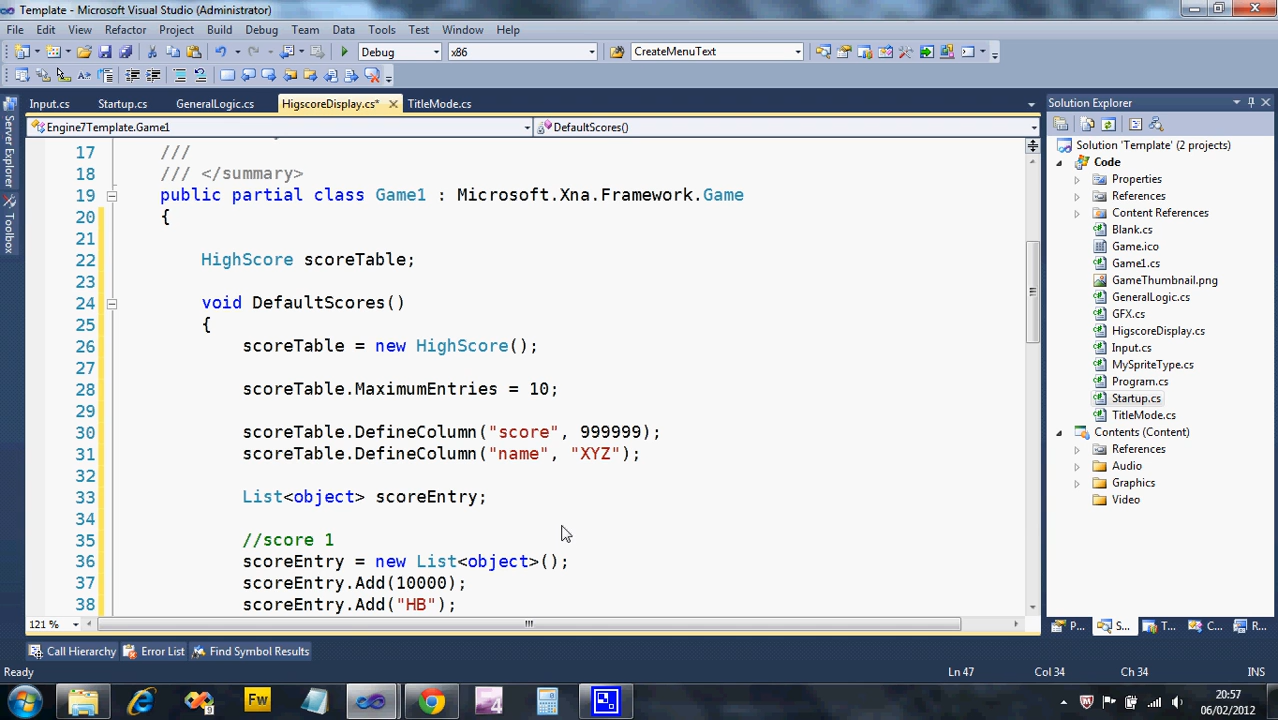 Template - Microsoft Visual Studio (Administrator)
File Edit View Refactor Project Build Debug Team Data Tools Test Window Help
Debug x86 CreateMenuText
Input.cs Startup.cs GeneralLogic.cs HigscoreDisplay.cs* TitleMode.cs
Engine7Template.Game1 DefaultScores()
17 ///
18 /// </summary>
19 public partial class Game1 : Microsoft.Xna.Framework.Game
20 {
21
22 HighScore scoreTable;
23
24 void DefaultScores()
25 {
26 scoreTable = new HighScore();
27
28 scoreTable.MaximumEntries = 10;
29
30 scoreTable.DefineColumn("score", 999999);
31 scoreTable.DefineColumn("name", "XYZ");
32
33 List<object> scoreEntry;
34
35 //score 1
36 scoreEntry = new List<object>();
37 scoreEntry.Add(10000);
38 scoreEntry.Add("HB");
121 %
Server Explorer
Toolbox
Solution Explorer
Solution 'Template' (2 projects)
Code
Properties
References
Content References
Blank.cs
Game.ico
Game1.cs
GameThumbnail.png
GeneralLogic.cs
GFX.cs
HigscoreDisplay.cs
Input.cs
MySpriteType.cs
Program.cs
Startup.cs
TitleMode.cs
Contents (Content)
References
Audio
Graphics
Video
P... S... T... C... R...
Call Hierarchy Error List Find Symbol Results
Ready Ln 47 Col 34 Ch 34 INS
Fw 4
20:57
06/02/2012